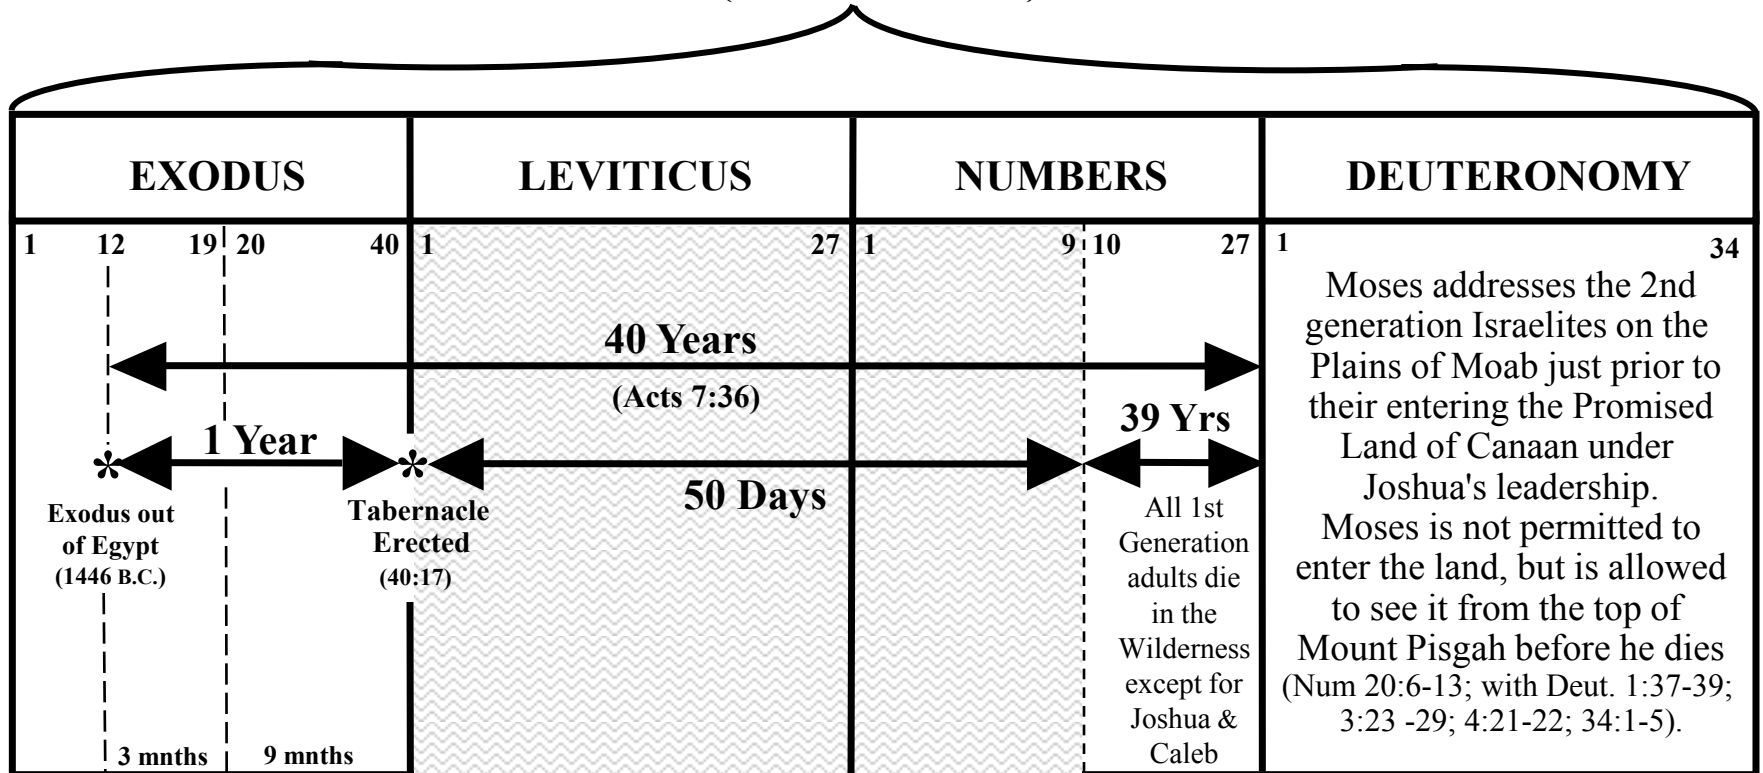 EXODUS LEVITICUS NUMBERS DEUTERONOMY
1 12 19 20 40 1 27 1 9 10 27 1 34
40 Years
(Acts 7:36)
1 Year
50 Days
39 Yrs
Exodus out
of Egypt
(1446 B.C.)
Tabernacle
Erected
(40:17)
3 mnths 9 mnths
All 1st
Generation
adults die
in the
Wilderness
except for
Joshua &
Caleb
Moses addresses the 2nd
generation Israelites on the
Plains of Moab just prior to
their entering the Promised
Land of Canaan under
Joshua's leadership.
Moses is not permitted to
enter the land, but is allowed
to see it from the top of
Mount Pisgah before he dies
(Num 20:6-13; with Deut. 1:37-39;
3:23 -29; 4:21-22; 34:1-5).